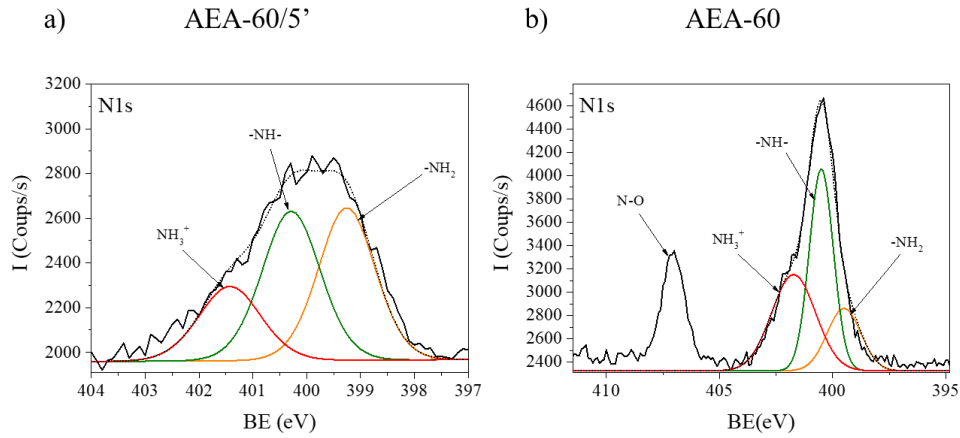 a) AEA-60/5’
b) AEA-60
N1s
I (Coups/s)
3200
3000
2800
2600
2400
2200
2000
-NH-
-NH₂
NH₃⁺
404 403 402 401 400 399 398 397
BE (eV)
N1s
I (Coups/s)
4600
4400
4200
4000
3800
3600
3400
3200
3000
2800
2600
2400
-NH-
N-O
NH₃⁺
-NH₂
410 405 400 395
BE(eV)